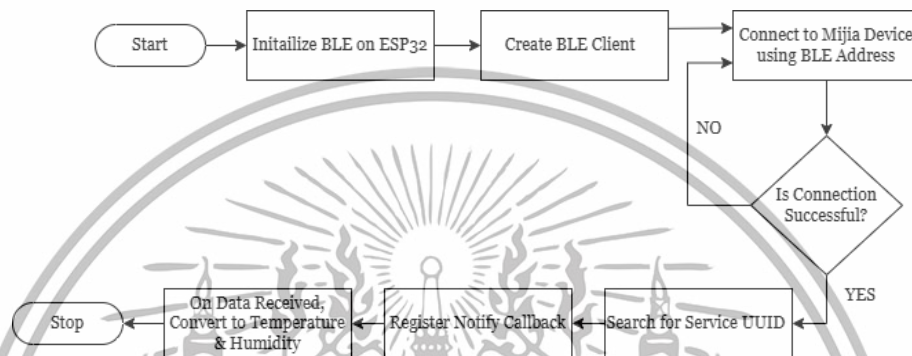 Start
Initailize BLE on ESP32
Create BLE Client
Connect to Mijia Device
using BLE Address
NO
Is Connection
Successful?
YES
Search for Service UUID
Register Notify Callback
On Data Received,
Convert to Temperature
& Humidity
Stop